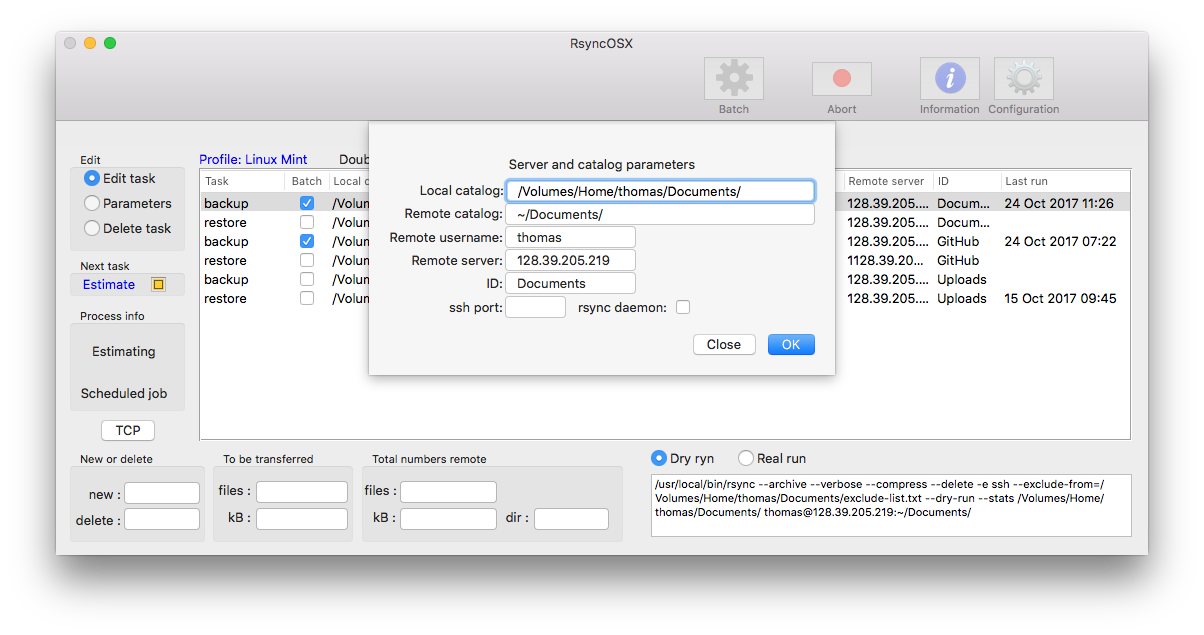 RsyncOSX
Batch
Abort
Information
Configuration
Edit
Edit task
Parameters
Delete task
Next task
Estimate
Process info
Estimating
Scheduled job
TCP
Profile: Linux Mint
Doub
Task Batch Local c Remote server ID Last run
backup /Volun 128.39.205.... Docum... 24 Oct 2017 11:26
restore /Volun 128.39.205.... Docum...
backup /Volun 128.39.205.... GitHub 24 Oct 2017 07:22
restore /Volun 1128.39.20... GitHub
backup /Volun 128.39.205.... Uploads
restore /Volun 128.39.205.... Uploads 15 Oct 2017 09:45
Server and catalog parameters
Local catalog: /Volumes/Home/thomas/Documents/
Remote catalog: ~/Documents/
Remote username: thomas
Remote server: 128.39.205.219
ID: Documents
ssh port: rsync daemon:
Close OK
New or delete
new :
delete :
To be transferred
files :
kB :
Total numbers remote
files :
kB : dir :
Dry ryn Real run
/usr/local/bin/rsync --archive --verbose --compress --delete -e ssh --exclude-from=/
Volumes/Home/thomas/Documents/exclude-list.txt --dry-run --stats /Volumes/Home/
thomas/Documents/ thomas@128.39.205.219:~/Documents/